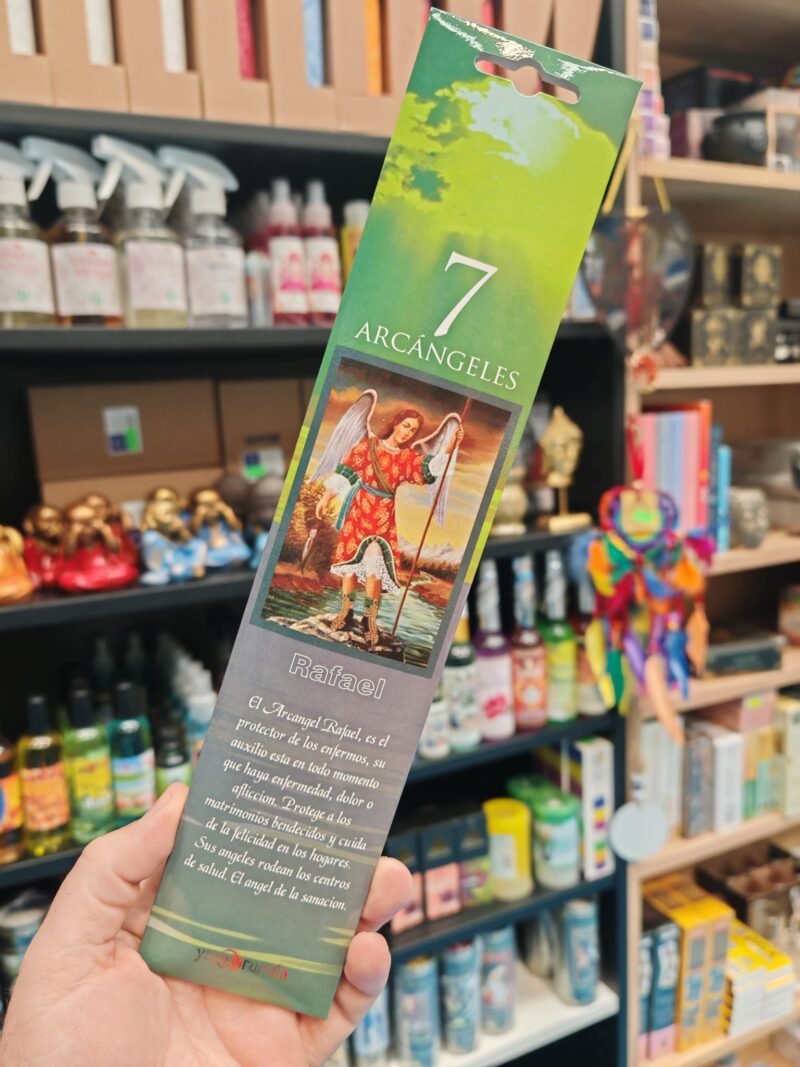 7
ARCÁNGELES
Rafael
El Arcangel Rafael, es el
protector de los enfermos, su
auxilio esta en todo momento
que haya enfermedad, dolor o
afliccion. Protege a los
matrimonios bendecidos y cuida
de la felicidad en los hogares.
Sus angeles rodean los centros
de salud. El angel de la sanacion.